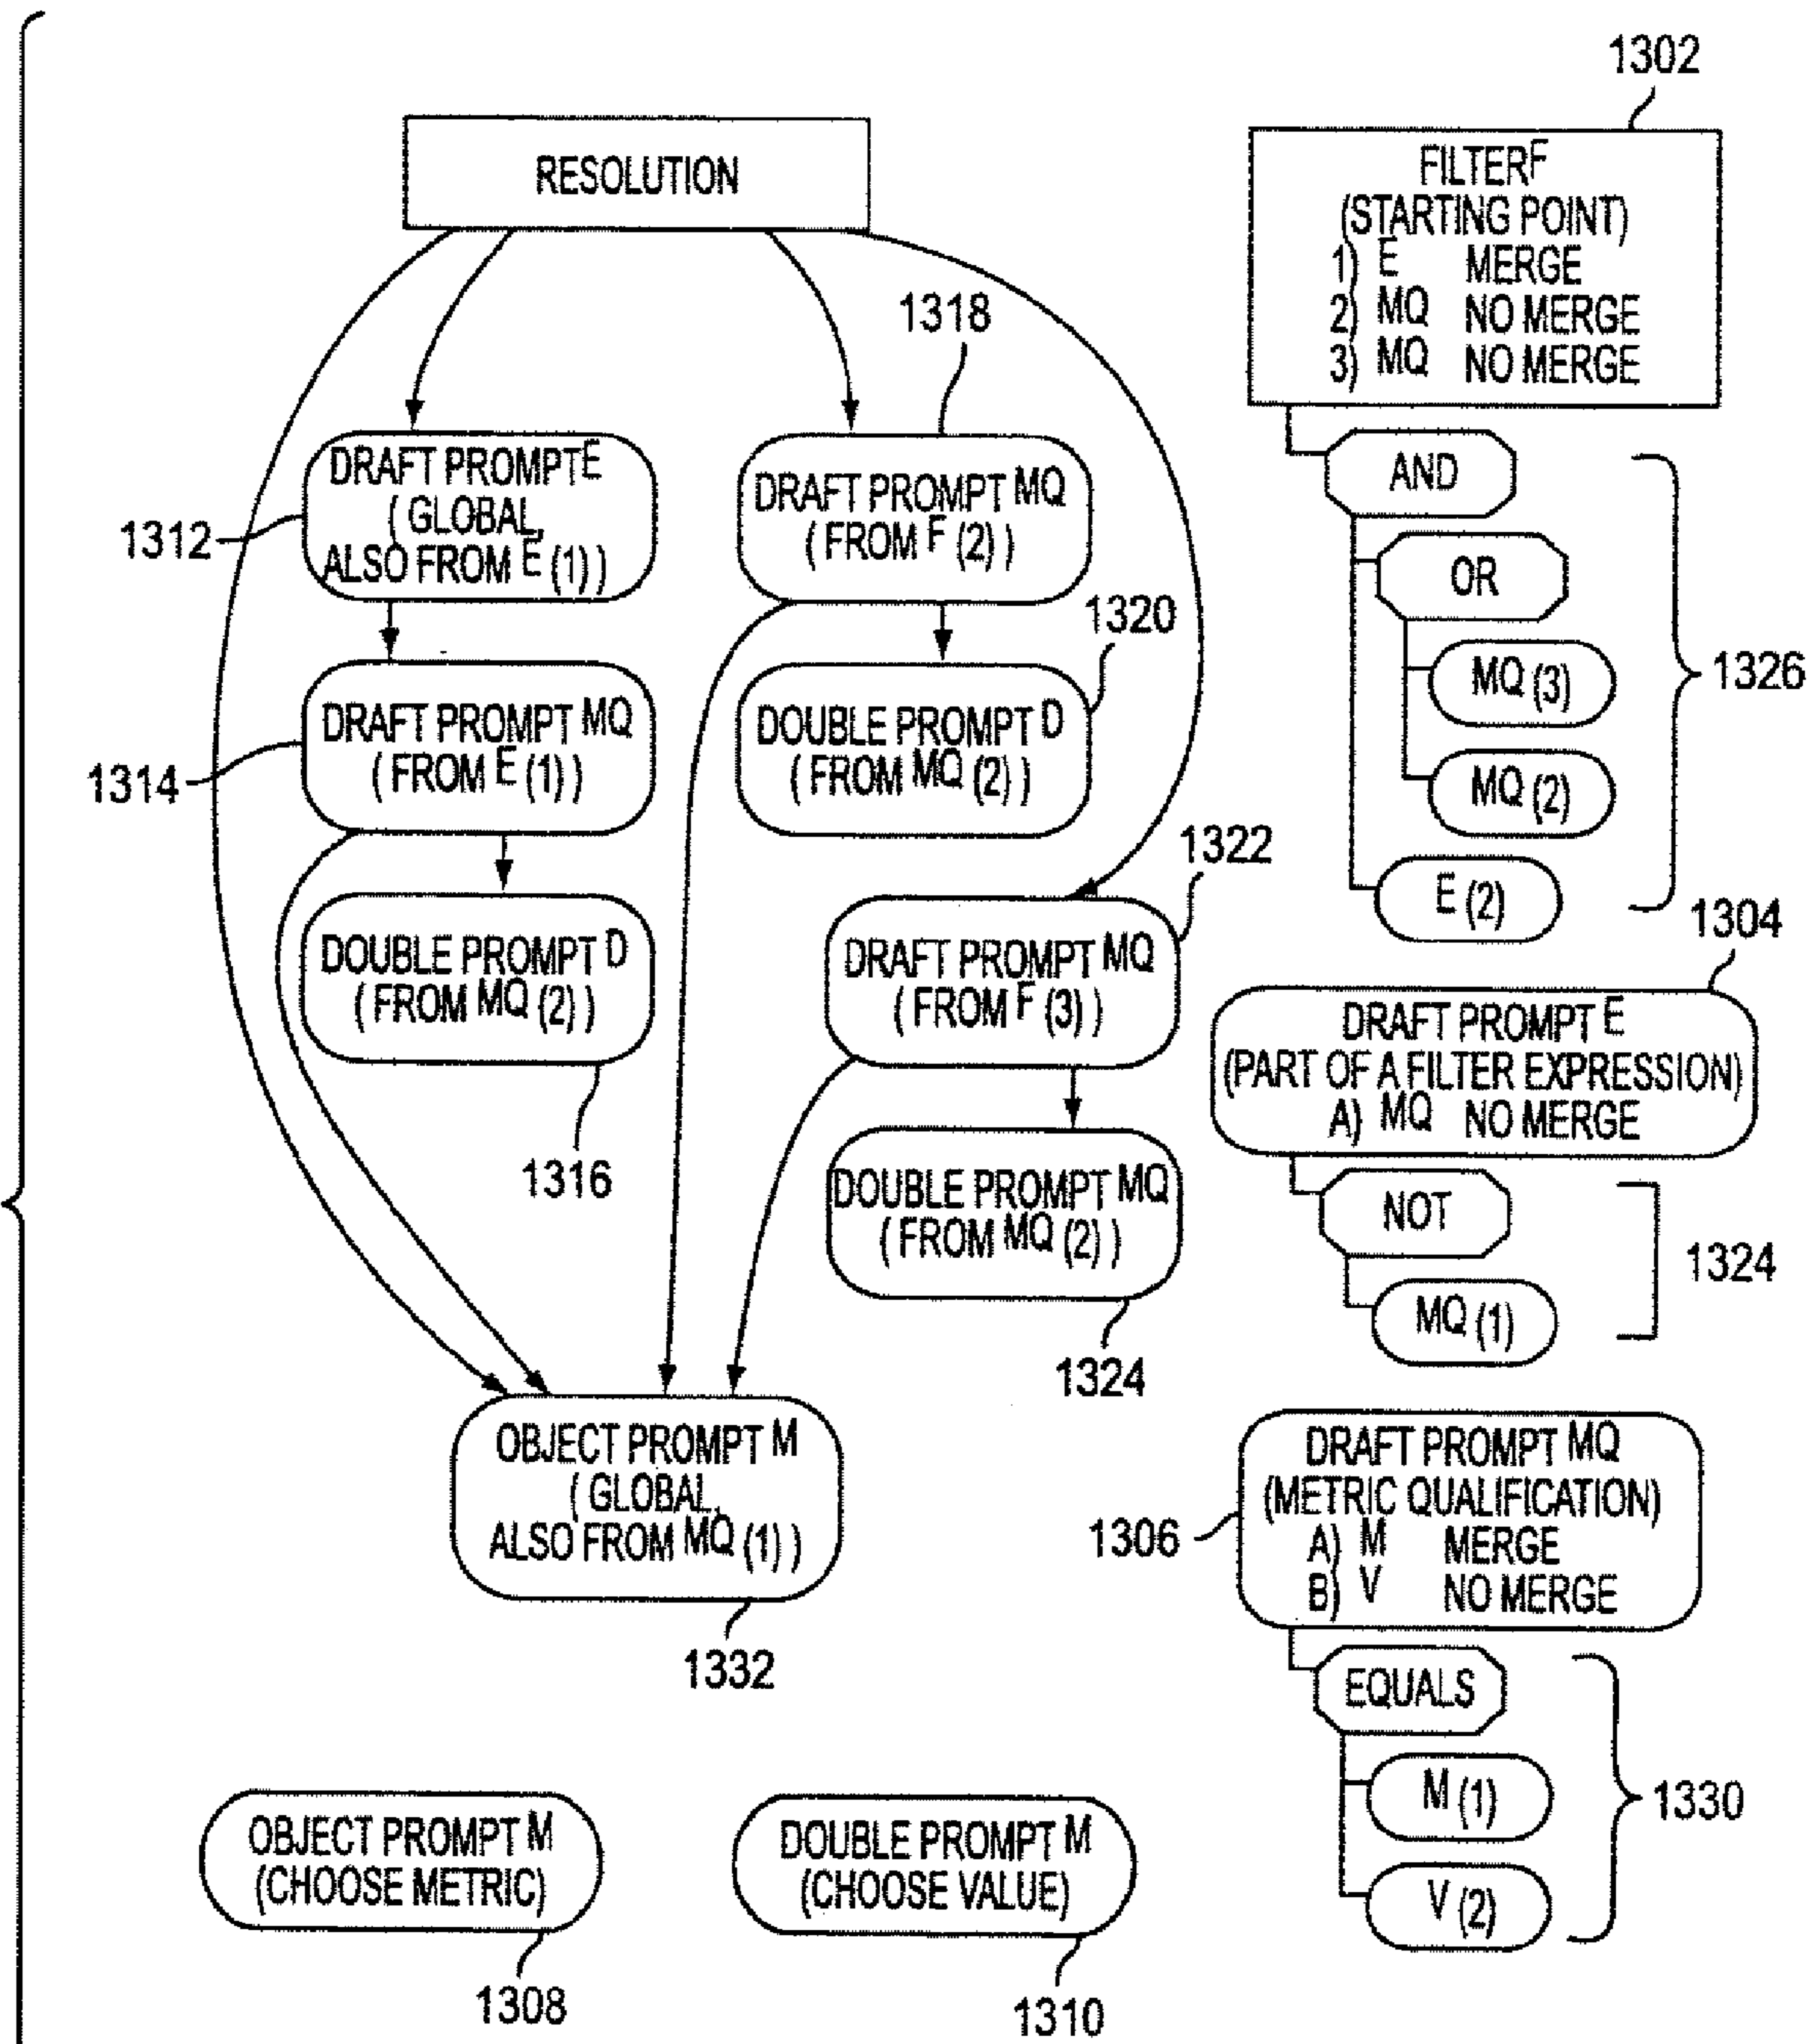 1302
RESOLUTION
FILTER F
(STARTING POINT)
1) E MERGE
2) MQ NO MERGE
3) MQ NO MERGE
1318
AND
DRAFT PROMPT E
( GLOBAL,
ALSO FROM E (1) )
1312
DRAFT PROMPT MQ
( FROM F (2) )
OR
1320
MQ (3)
1326
DRAFT PROMPT MQ
( FROM E (1) )
1314
DOUBLE PROMPT D
( FROM MQ (2) )
MQ (2)
1322
E (2)
1304
DOUBLE PROMPT D
( FROM MQ (2) )
1316
DRAFT PROMPT MQ
( FROM F (3) )
DRAFT PROMPT E
(PART OF A FILTER EXPRESSION)
A) MQ NO MERGE
DOUBLE PROMPT MQ
( FROM MQ (2) )
1324
NOT
1324
MQ (1)
OBJECT PROMPT M
( GLOBAL,
ALSO FROM MQ (1) )
1332
DRAFT PROMPT MQ
(METRIC QUALIFICATION)
A) M MERGE
B) V NO MERGE
1306
EQUALS
M (1)
1330
V (2)
OBJECT PROMPT M
(CHOOSE METRIC)
1308
DOUBLE PROMPT M
(CHOOSE VALUE)
1310